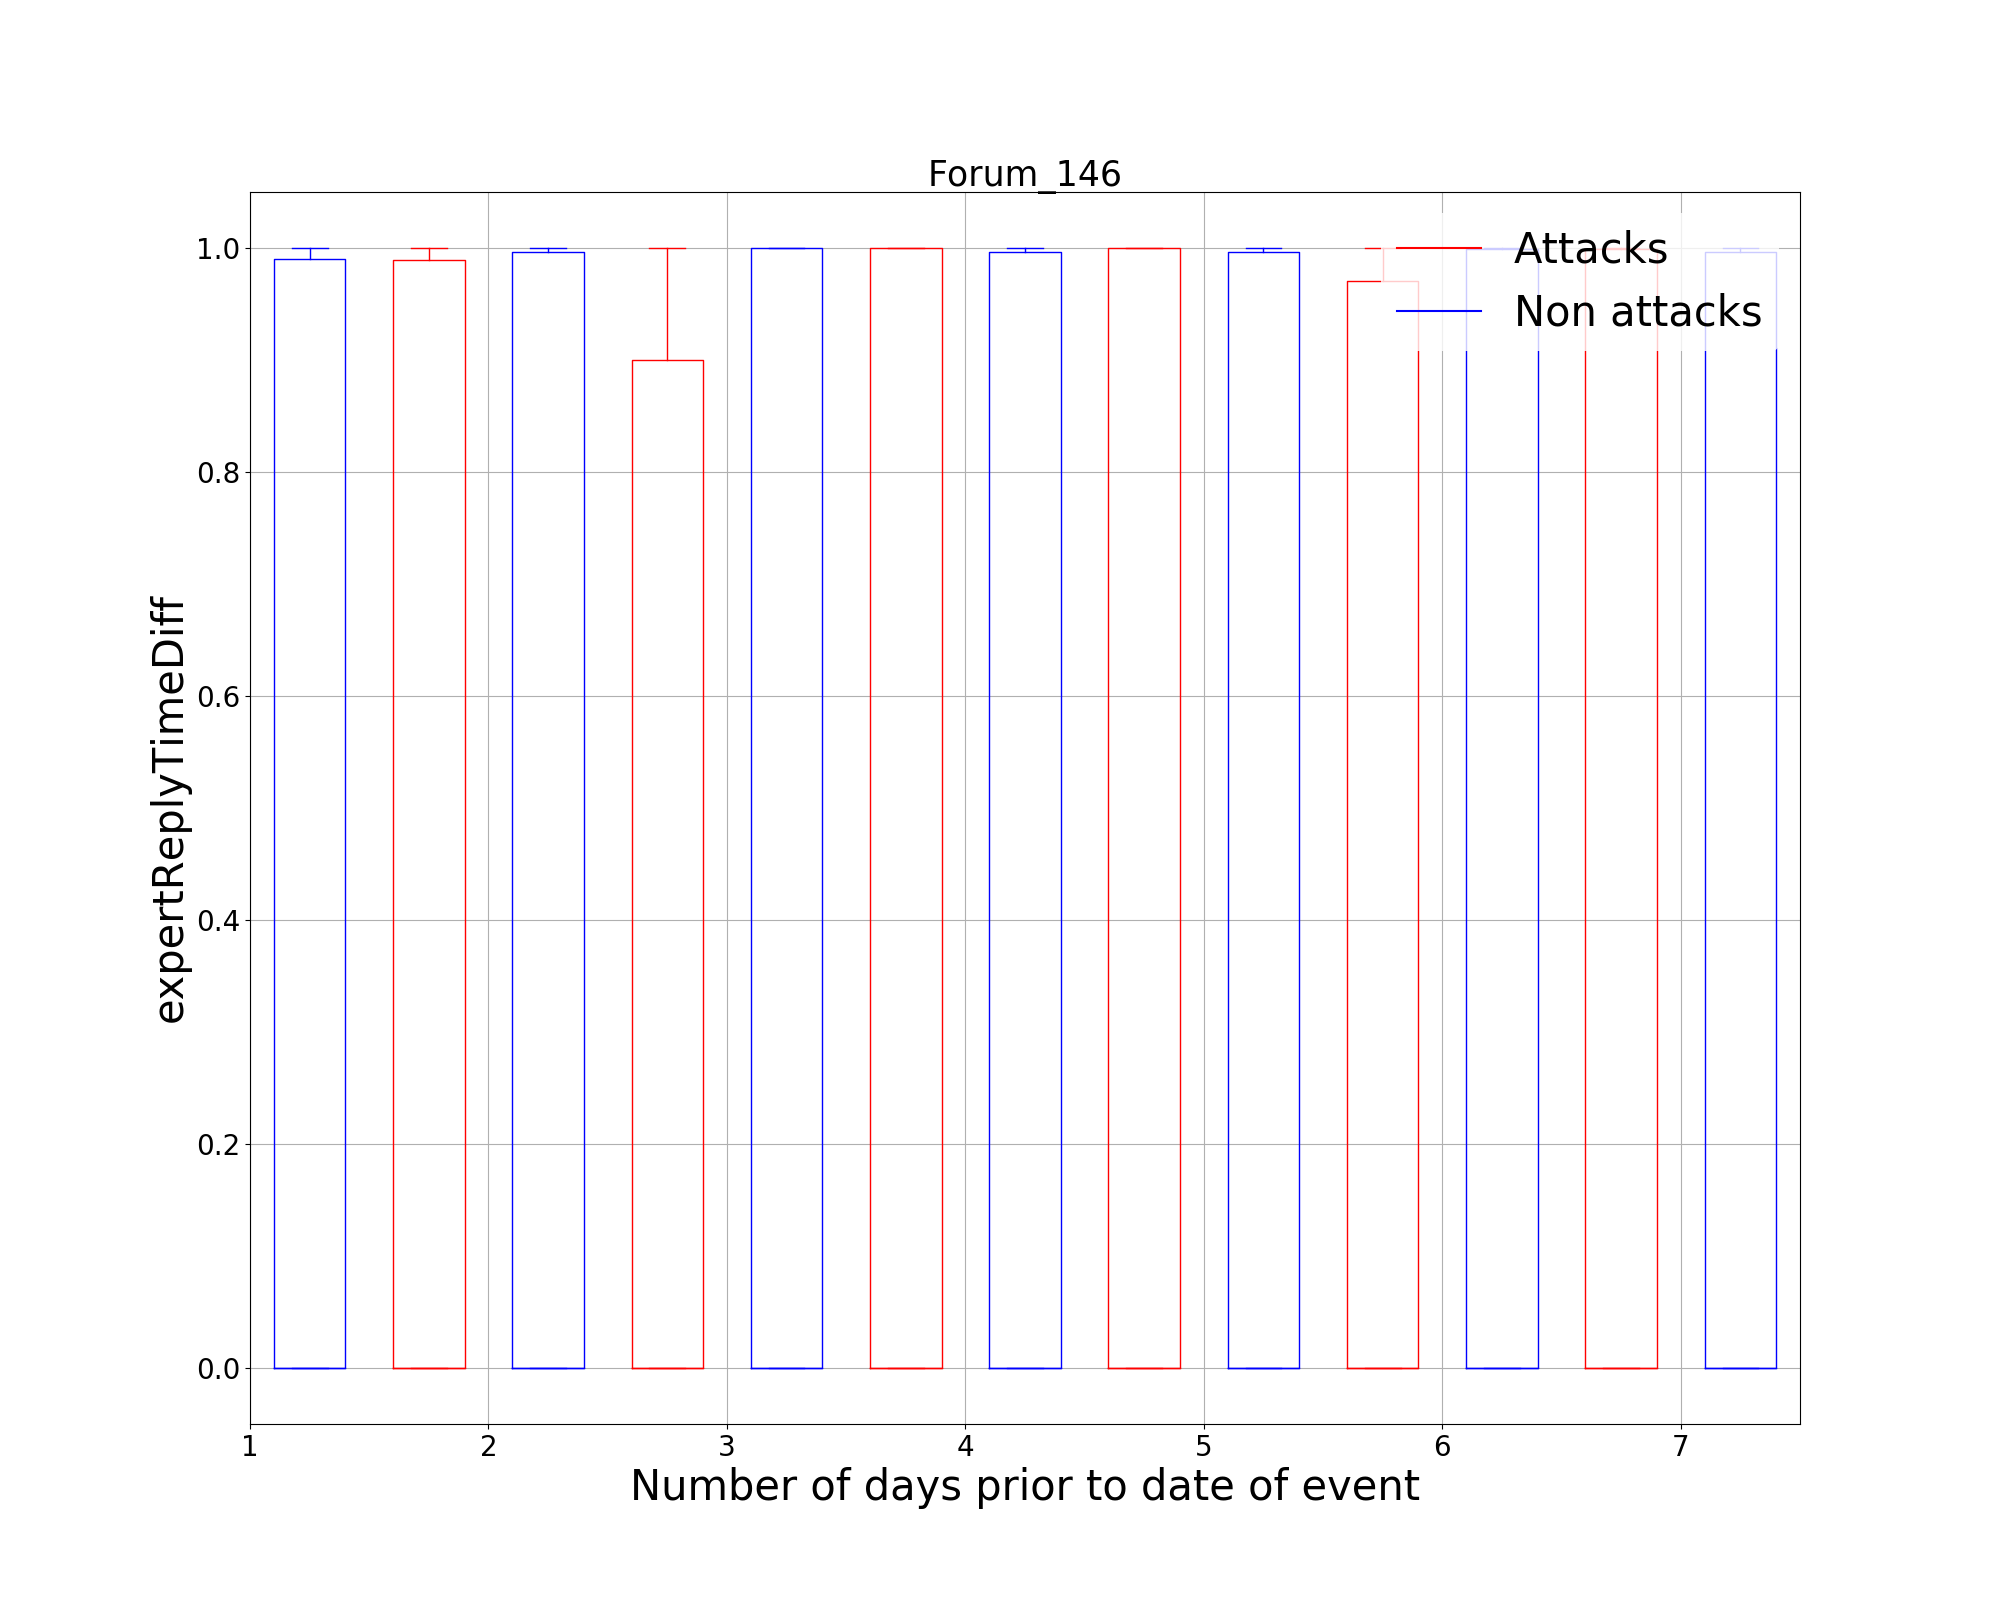 Forum_146
Attacks
Non attacks
1.0
0.8
0.6
0.4
0.2
0.0
expertReplyTimeDiff
1 2 3 4 5 6 7
Number of days prior to date of event